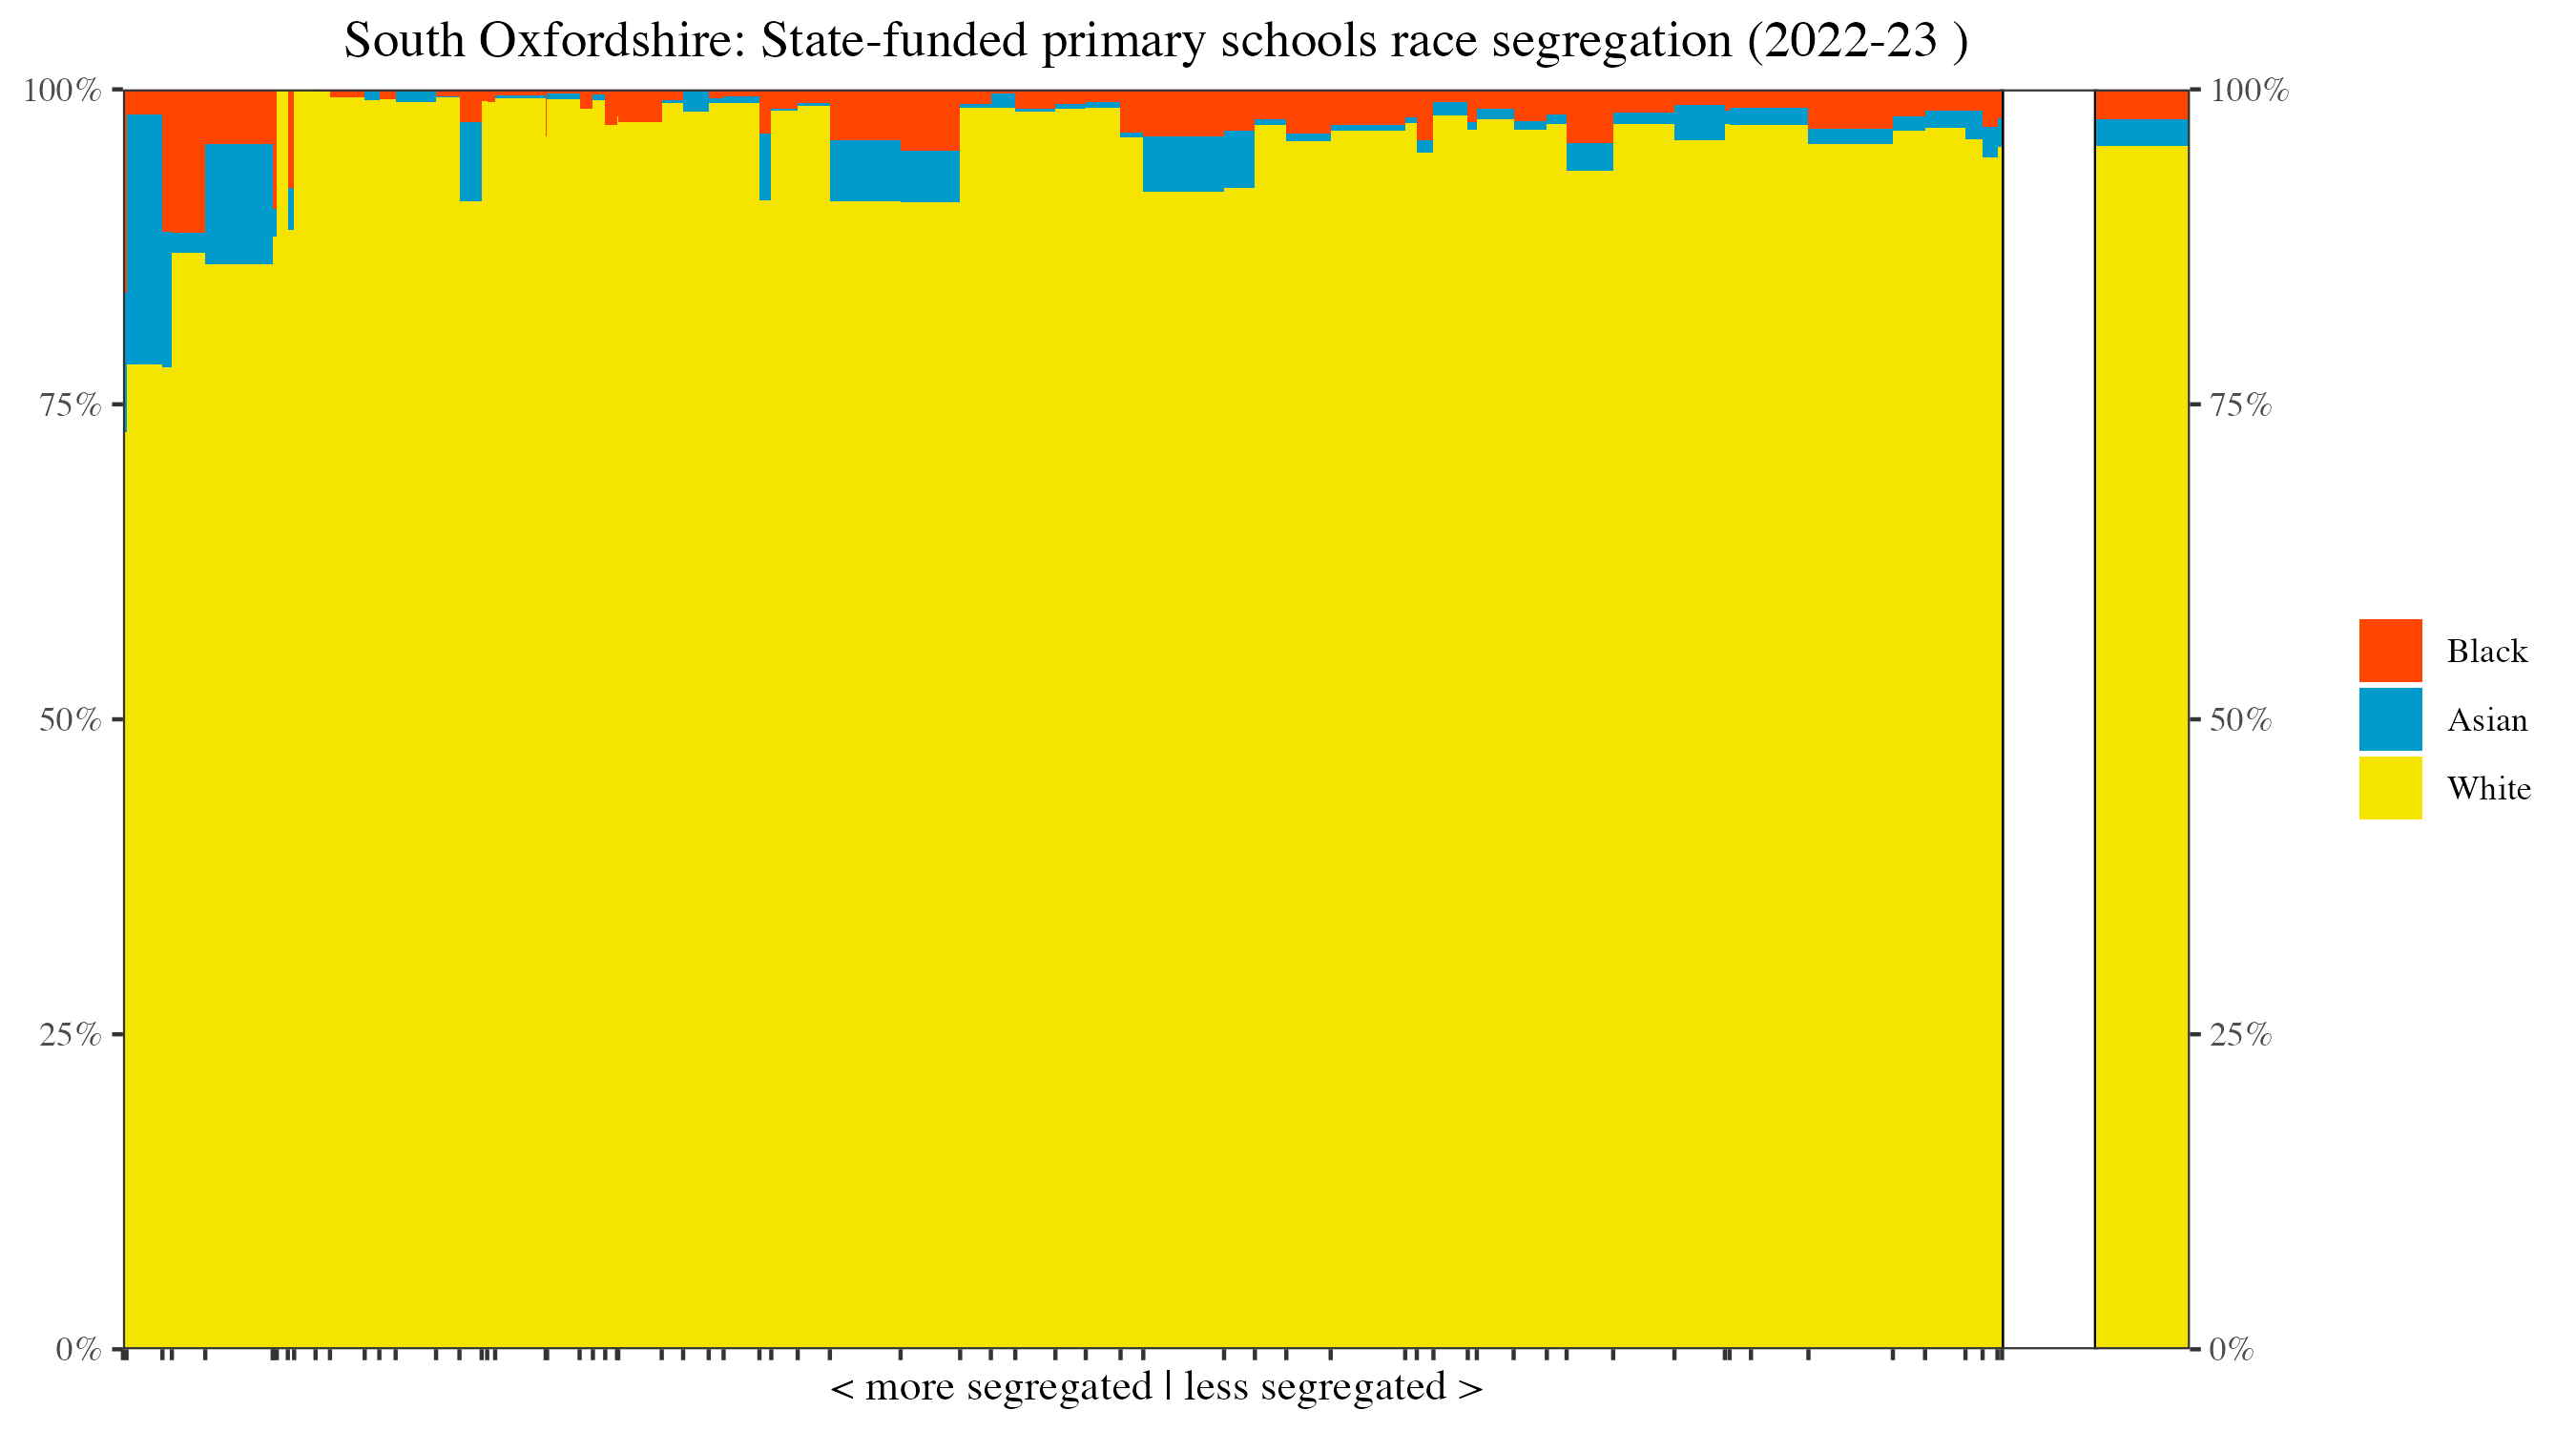 South Oxfordshire: State-funded primary schools race segregation (2022-23 )
100%
75%
50%
25%
0%
100%
75%
50%
25%
0%
Black
Asian
White
< more segregated | less segregated >